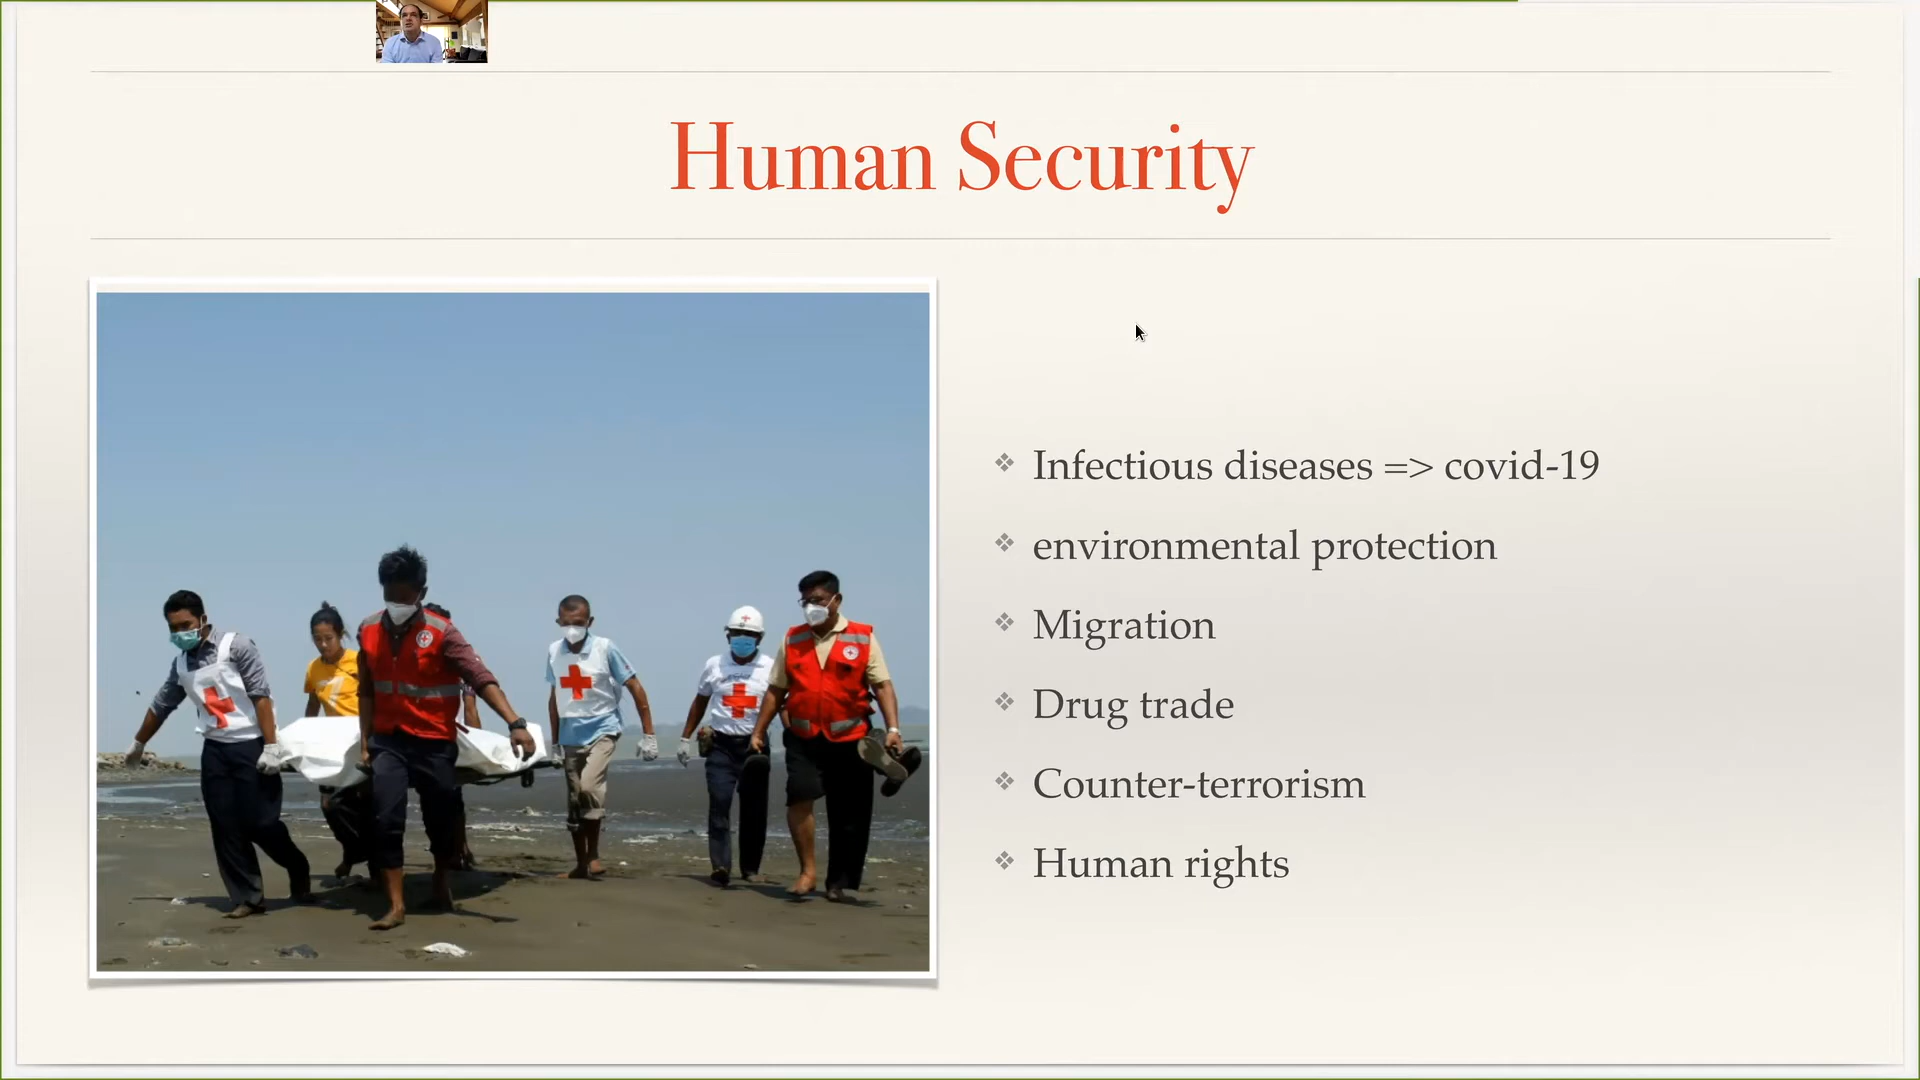 Human Security
Infectious diseases => covid-19
environmental protection
Migration
Drug trade
Counter-terrorism
Human rights